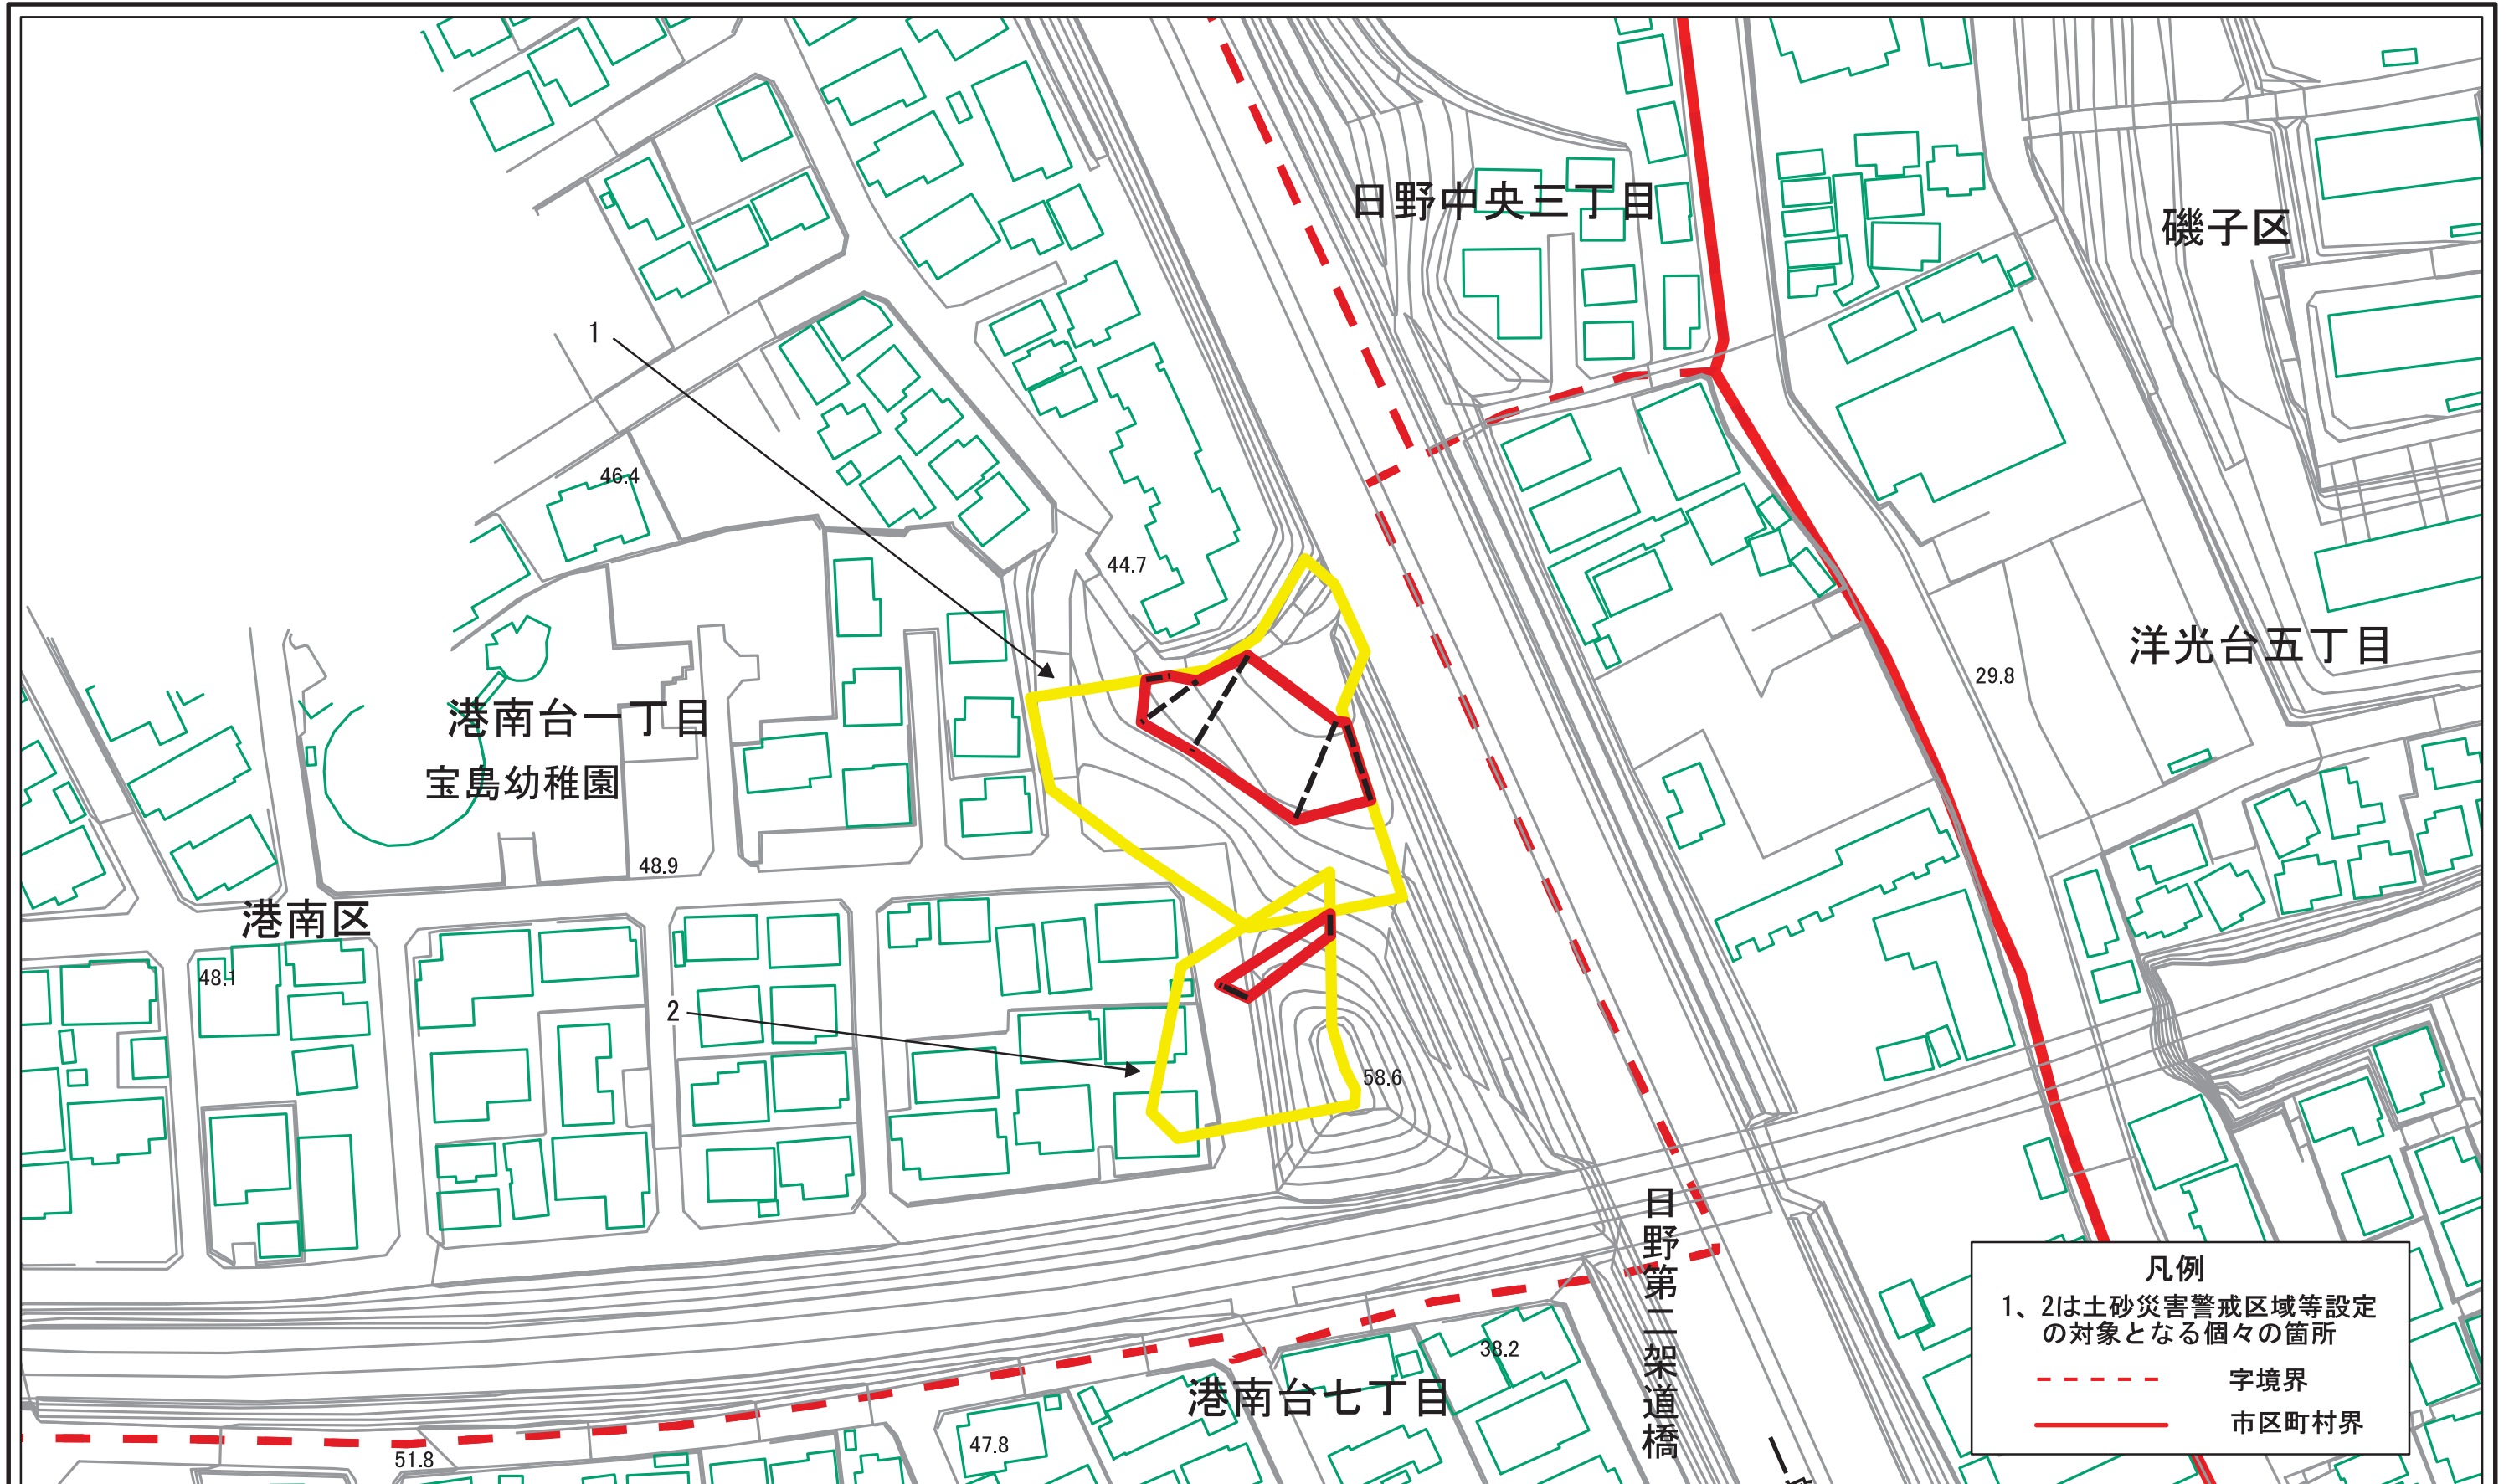 日野中央三丁目
磯子区
1
46.4
44.7
洋光台五丁目
29.8
港南台一丁目
宝島幼稚園
48.9
港南区
48.1
2
58.6
日野第二架道橋
38.2
港南台七丁目
47.8
51.8
凡例
1、2は土砂災害警戒区域等設定
の対象となる個々の箇所
字境界
市区町村界